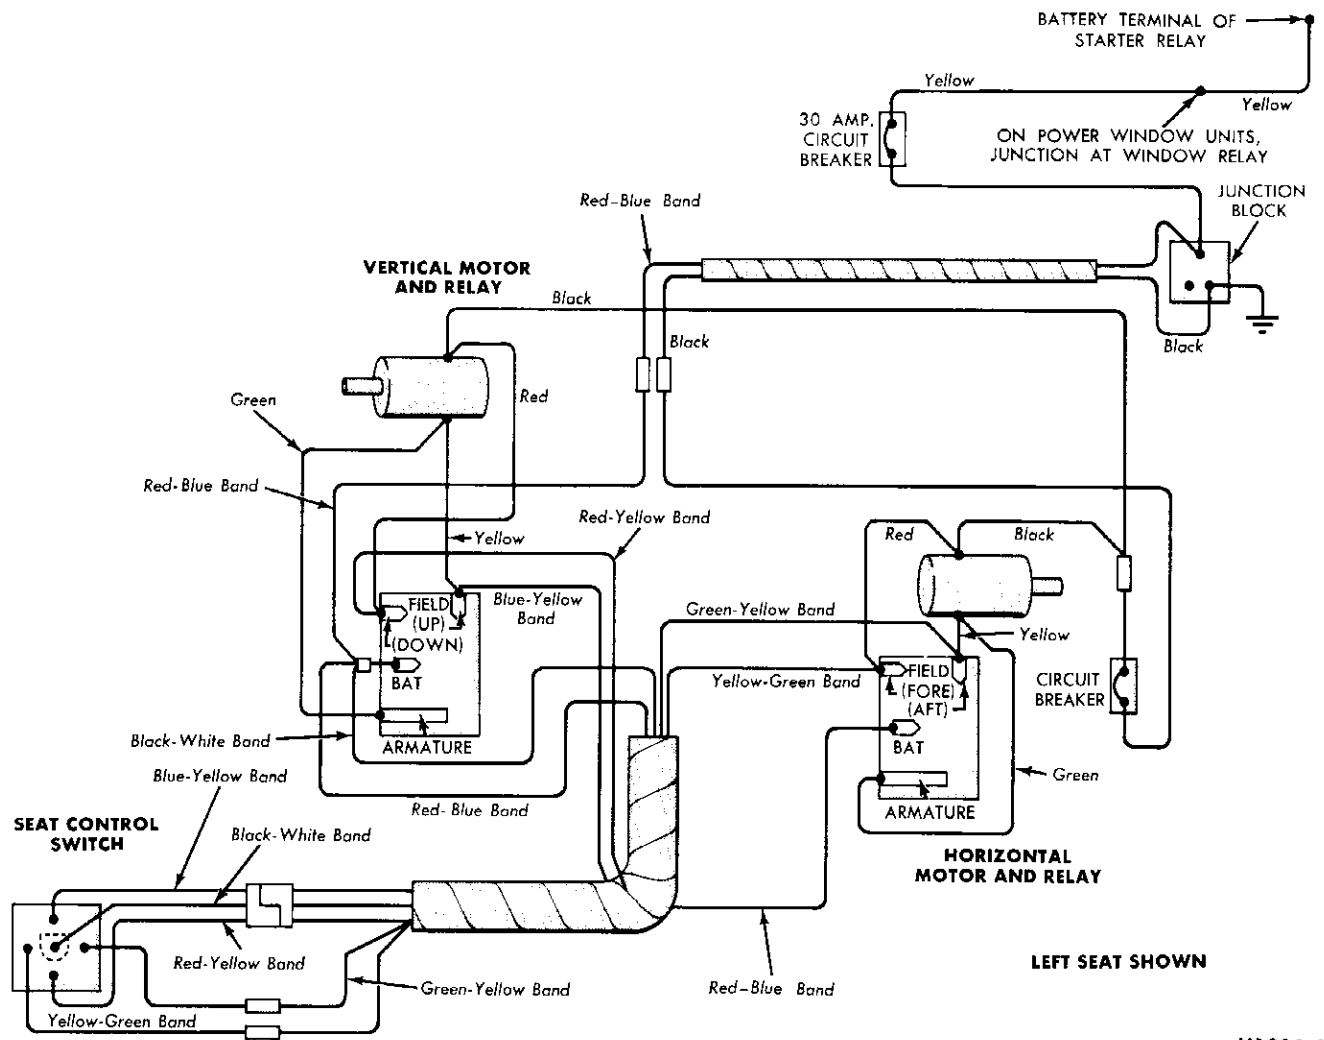 BATTERY TERMINAL OF
STARTER RELAY
Yellow
Yellow
30 AMP.
CIRCUIT
BREAKER
ON POWER WINDOW UNITS,
JUNCTION AT WINDOW RELAY
JUNCTION
BLOCK
Red-Blue Band
VERTICAL MOTOR
AND RELAY
Black
Black
Black
Red
Green
Red-Blue Band
Red-Yellow Band
Yellow
Red
Black
FIELD
(UP)
(DOWN)
BAT
ARMATURE
Blue-Yellow
Band
Green-Yellow Band
Yellow
Yellow-Green Band
FIELD
(FORE)
(AFT)
BAT
ARMATURE
CIRCUIT
BREAKER
Green
Black-White Band
Blue-Yellow Band
Red-Blue Band
SEAT CONTROL
SWITCH
Black-White Band
HORIZONTAL
MOTOR AND RELAY
Red-Yellow Band
Green-Yellow Band
Red-Blue Band
LEFT SEAT SHOWN
Yellow-Green Band